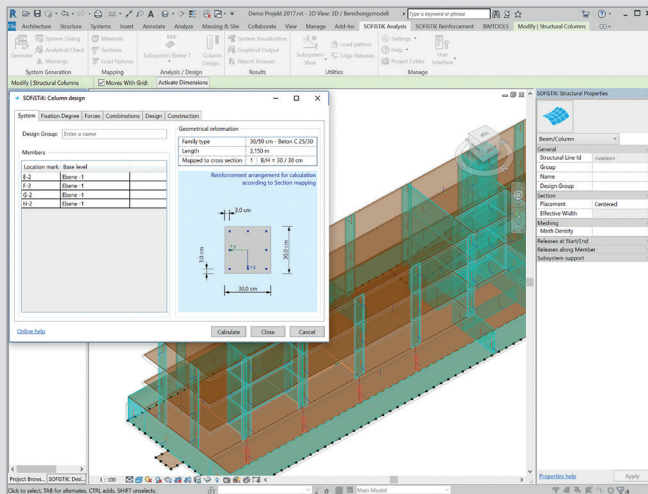 Demo Projekt 2017.rvt - 3D View: 3D / Berechnungsmodell
Type a keyword or phrase
Architecture Structure Systems Insert Annotate Analyze Massing & Site Collaborate View Manage Add-Ins SOFiSTiK Analysis SOFiSTiK Reinforcement BiMTOOLS Modify | Structural Columns
Generate
System Dialog
Analytical Check
Warnings
System Generation
Materials
Sections
Load Natures
Mapping
Subsystem Ebene 1
Column Design
Analysis / Design
System Visualisation
Graphical Output
Report Browser
Results
Subsystem View
Load pattern
Edge Releases
Utilities
Settings
Help
Project Folder
User Interface
Manage
Modify | Structural Columns
Moves With Grids
Activate Dimensions
SOFiSTiK: Column design
System Fixation Degree Forces Combinations Design Construction
Design Group: Enter a name
Members
Location mark Base level
E-2 Ebene -1
F-2 Ebene -1
G-2 Ebene -1
H-2 Ebene -1
Geometrical information
Family type 30/50 cm - Beton C 25/30
Length 3,150 m
Mapped to cross section 1 B/H = 30 / 30 cm
Reinforcement arrangement for calculation
according to Section mapping
3,0 cm
3,0 cm
30,0 cm
30,0 cm
Online help
Calculate
Close
Cancel
SOFiSTiK: Structural Properties
Beam/Column
General
Structural Line Id <varies>
Group
Name
Design Group
Section
Placement Centered
Effective Width
Meshing
Mesh Density
Releases at Start/End
Releases along Member
Subsystem support
Properties help
Apply
Project Brows...
SOFiSTiK: Desi...
1 : 100
Click to select, TAB for alternates, CTRL adds, SHIFT unselects.
:0
Main Model